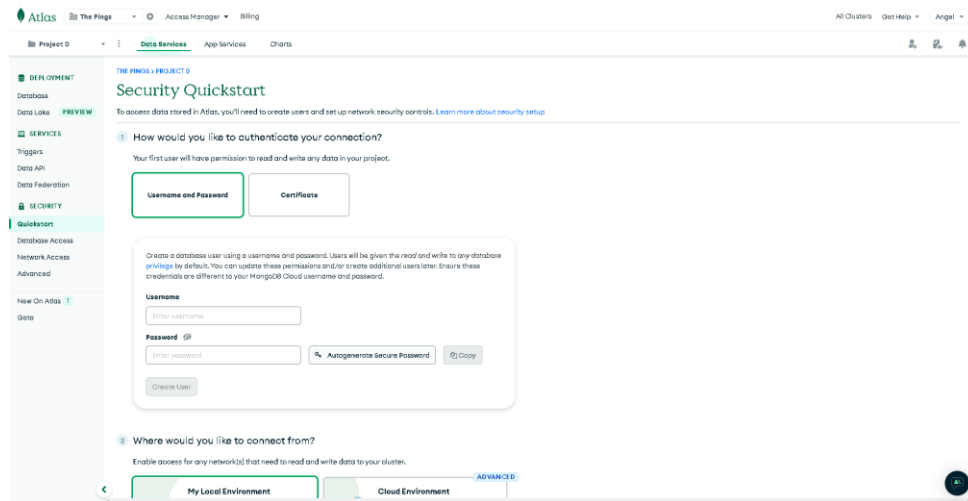 Atlas
The Pings
Access Manager
Billing
All Clusters
Get Help
Angel
Project 0
Data Services
App Services
Charts
DEPLOYMENT
Database
Data Lake PREVIEW
SERVICES
Triggers
Data API
Data Federation
SECURITY
Quickstart
Database Access
Network Access
Advanced
New On Atlas 1
Goto
THE PINGS > PROJECT 0
Security Quickstart
To access data stored in Atlas, you'll need to create users and set up network security controls. Learn more about security setup
1 How would you like to authenticate your connection?
Your first user will have permission to read and write any data in your project.
Username and Password
Certificate
Create a database user using a username and password. Users will be given the read and write to any database
privilege by default. You can update these permissions and/or create additional users later. Ensure these
credentials are different to your MongoDB Cloud username and password.
Username
Enter username
Password
Enter password
Autogenerate Secure Password
Copy
Create User
2 Where would you like to connect from?
Enable access for any network(s) that need to read and write data to your cluster.
ADVANCED
My Local Environment
Cloud Environment